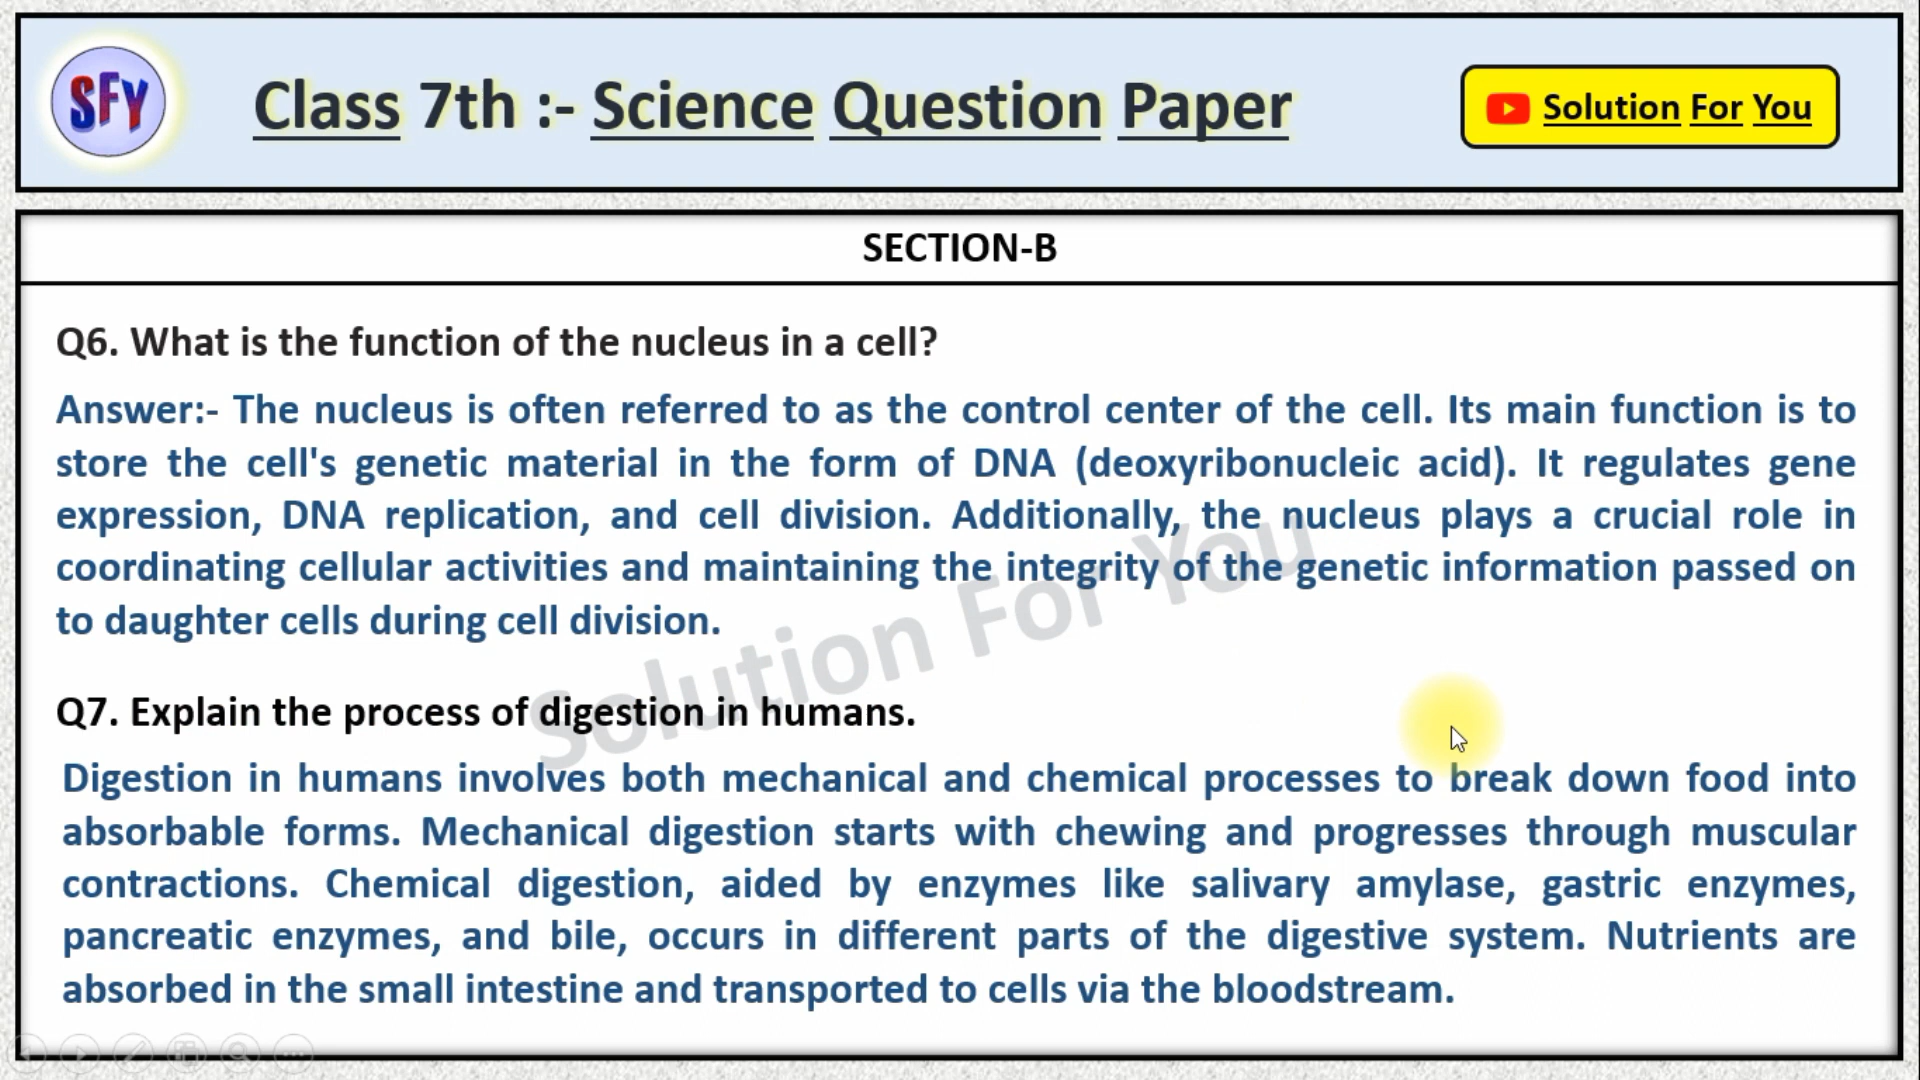 SFY
Class 7th :- Science Question Paper
Solution For You
SECTION-B
Q6. What is the function of the nucleus in a cell?
Answer:- The nucleus is often referred to as the control center of the cell. Its main function is to
store the cell's genetic material in the form of DNA (deoxyribonucleic acid). It regulates gene
expression, DNA replication, and cell division. Additionally, the nucleus plays a crucial role in
coordinating cellular activities and maintaining the integrity of the genetic information passed on
to daughter cells during cell division.
Solution For You
Q7. Explain the process of digestion in humans.
Digestion in humans involves both mechanical and chemical processes to break down food into
absorbable forms. Mechanical digestion starts with chewing and progresses through muscular
contractions. Chemical digestion, aided by enzymes like salivary amylase, gastric enzymes,
pancreatic enzymes, and bile, occurs in different parts of the digestive system. Nutrients are
absorbed in the small intestine and transported to cells via the bloodstream.